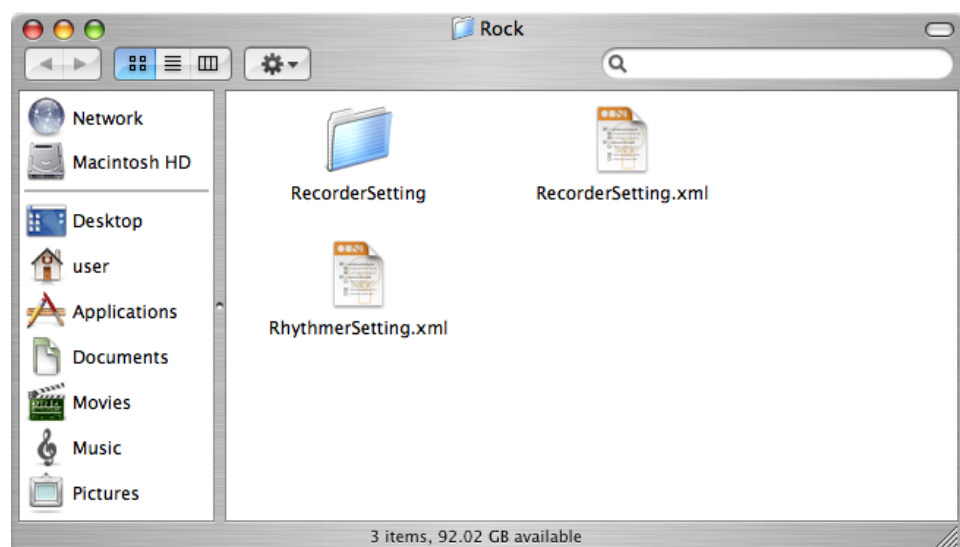 Rock
Network
Macintosh HD
Desktop
user
Applications
Documents
Movies
Music
Pictures
RecorderSetting
RecorderSetting.xml
RhythmerSetting.xml
3 items, 92.02 GB available